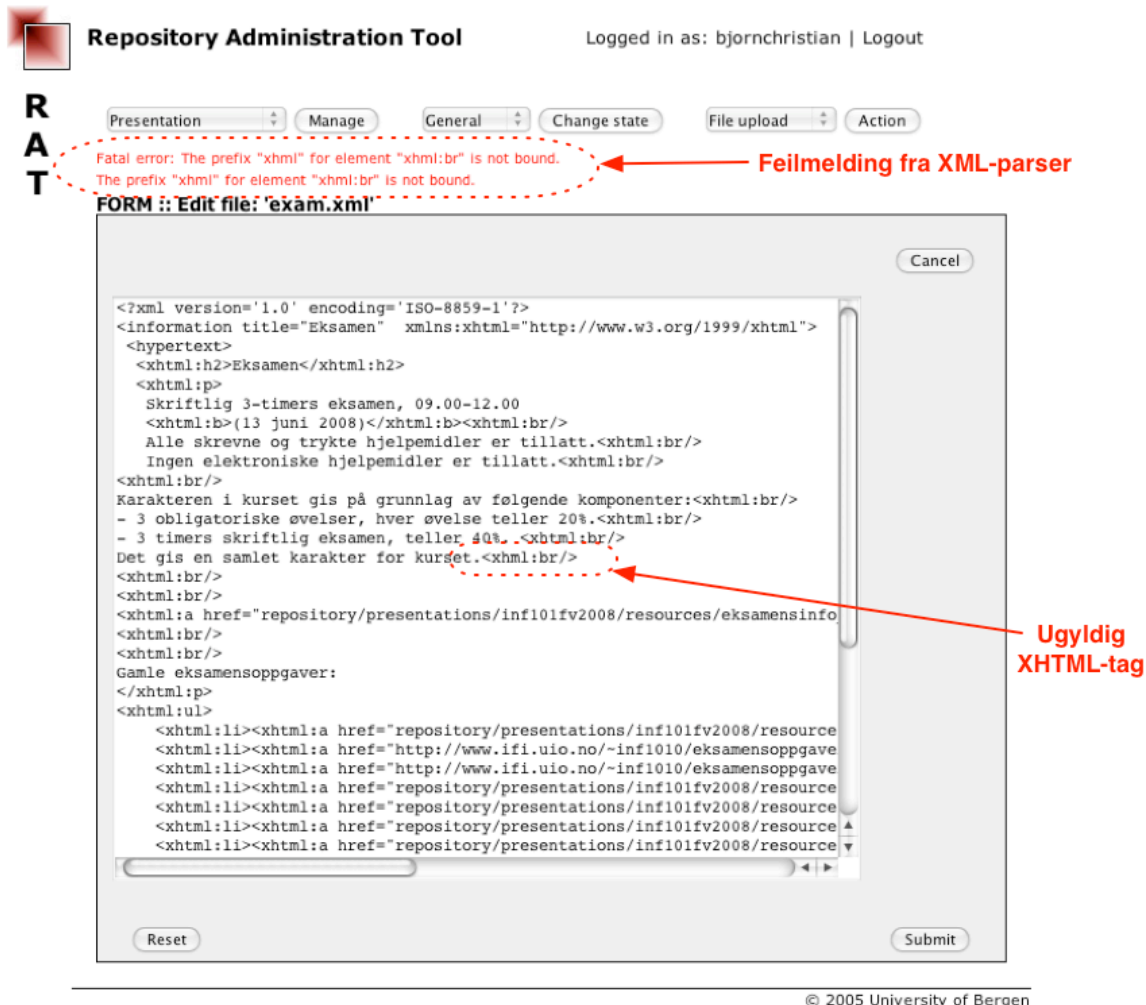 Repository Administration Tool
Logged in as: bjornchristian | Logout
R
A
T
Presentation Manage General Change state File upload Action
Fatal error: The prefix "xhml" for element "xhml:br" is not bound.
The prefix "xhml" for element "xhml:br" is not bound.
Feilmelding fra XML-parser
FORM :: Edit file: 'exam.xml'
Cancel
<?xml version='1.0' encoding='ISO-8859-1'?>
<information title="Eksamen"  xmlns:xhtml="http://www.w3.org/1999/xhtml">
<hypertext>
<xhtml:h2>Eksamen</xhtml:h2>
<xhtml:p>
Skriftlig 3-timers eksamen, 09.00-12.00
<xhtml:b>(13 juni 2008)</xhtml:b><xhtml:br/>
Alle skrevne og trykte hjelpemidler er tillatt.<xhtml:br/>
Ingen elektroniske hjelpemidler er tillatt.<xhtml:br/>
<xhtml:br/>
Karakteren i kurset gis på grunnlag av følgende komponenter:<xhtml:br/>
- 3 obligatoriske øvelser, hver øvelse teller 20%.<xhtml:br/>
- 3 timers skriftlig eksamen, teller 40%. <xhtml:br/>
Det gis en samlet karakter for kurset.<xhml:br/>
<xhtml:br/>
<xhtml:br/>
<xhtml:a href="repository/presentations/inf101fv2008/resources/eksamensinfo
<xhtml:br/>
<xhtml:br/>
Gamle eksamensoppgaver:
</xhtml:p>
<xhtml:ul>
<xhtml:li><xhtml:a href="repository/presentations/inf101fv2008/resource
<xhtml:li><xhtml:a href="http://www.ifi.uio.no/~inf1010/eksamensoppgave
<xhtml:li><xhtml:a href="http://www.ifi.uio.no/~inf1010/eksamensoppgave
<xhtml:li><xhtml:a href="repository/presentations/inf101fv2008/resource
<xhtml:li><xhtml:a href="repository/presentations/inf101fv2008/resource
<xhtml:li><xhtml:a href="repository/presentations/inf101fv2008/resource
<xhtml:li><xhtml:a href="repository/presentations/inf101fv2008/resource
Ugyldig
XHTML-tag
Reset
Submit
© 2005 University of Bergen